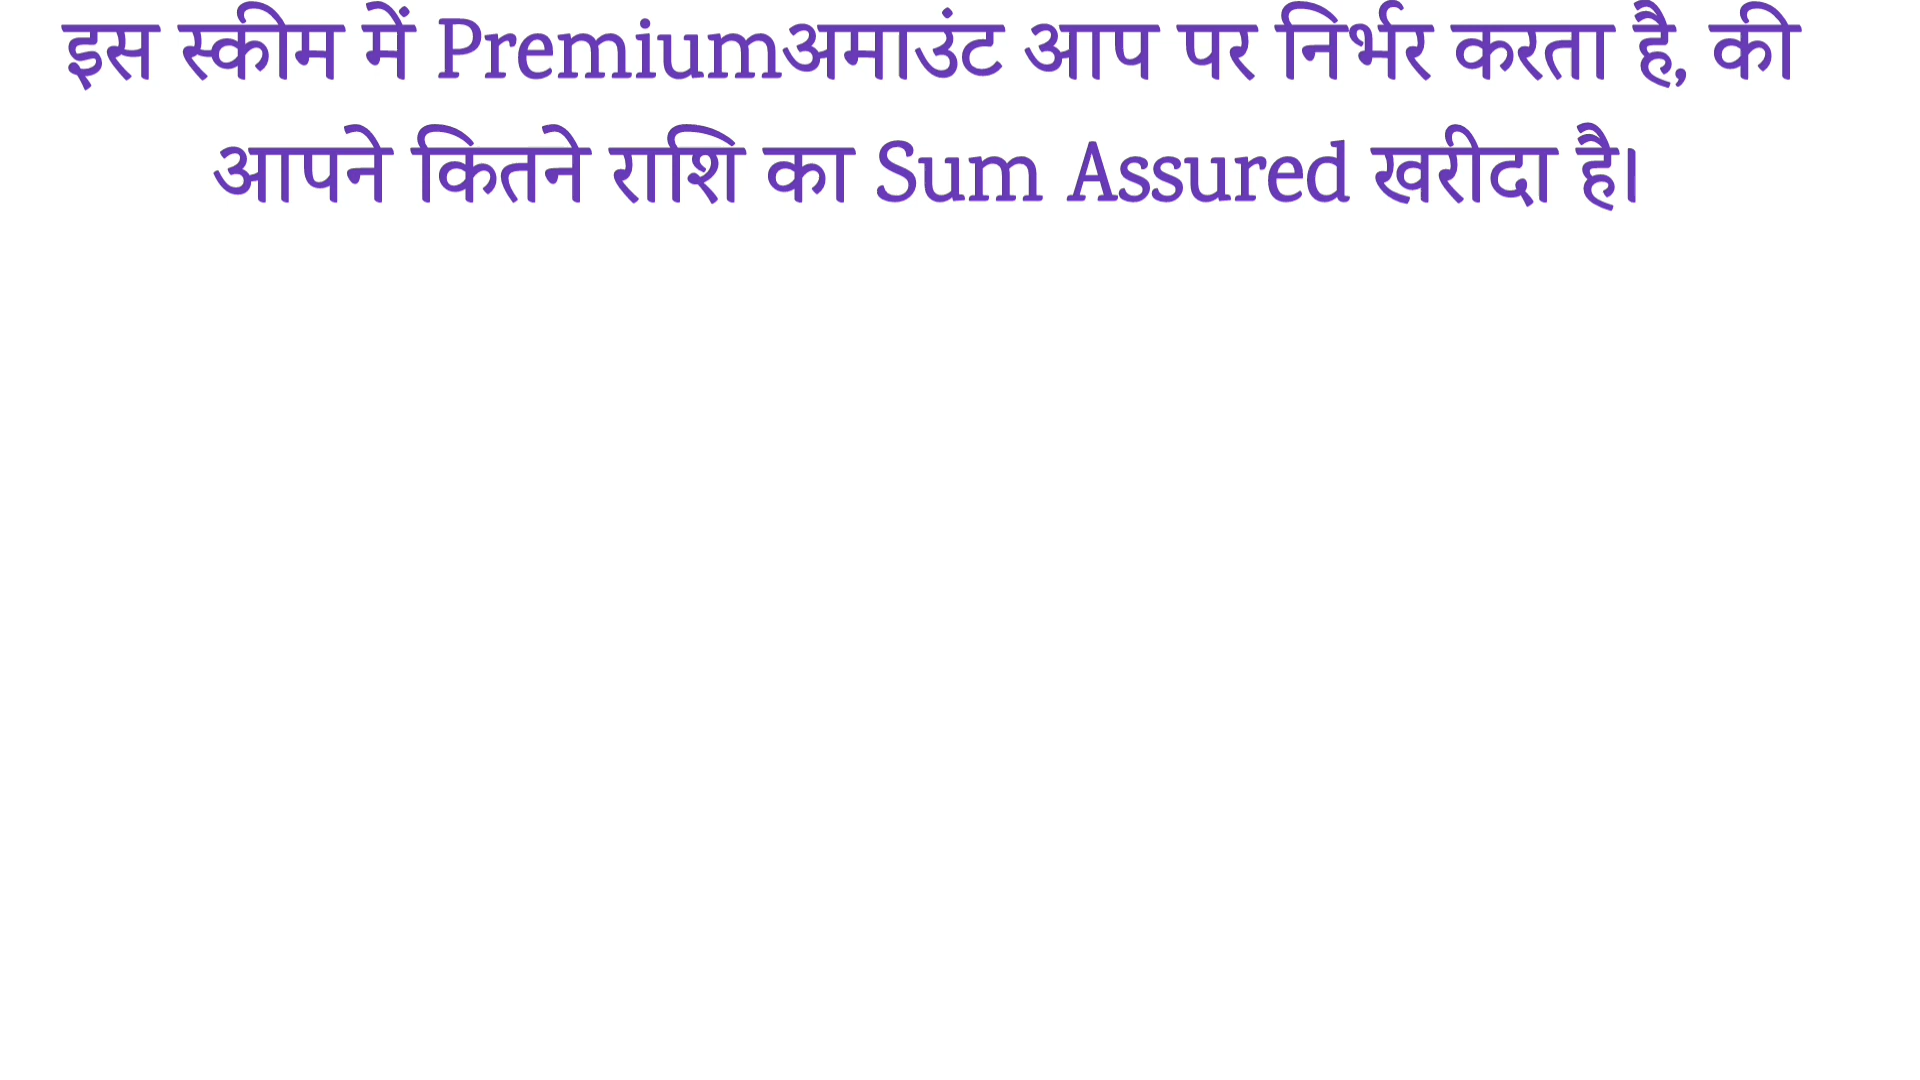 इस स्कीम में Premiumअमाउंट आप पर निर्भर करता है, की
आपने कितने राशि का Sum Assured खरीदा है।